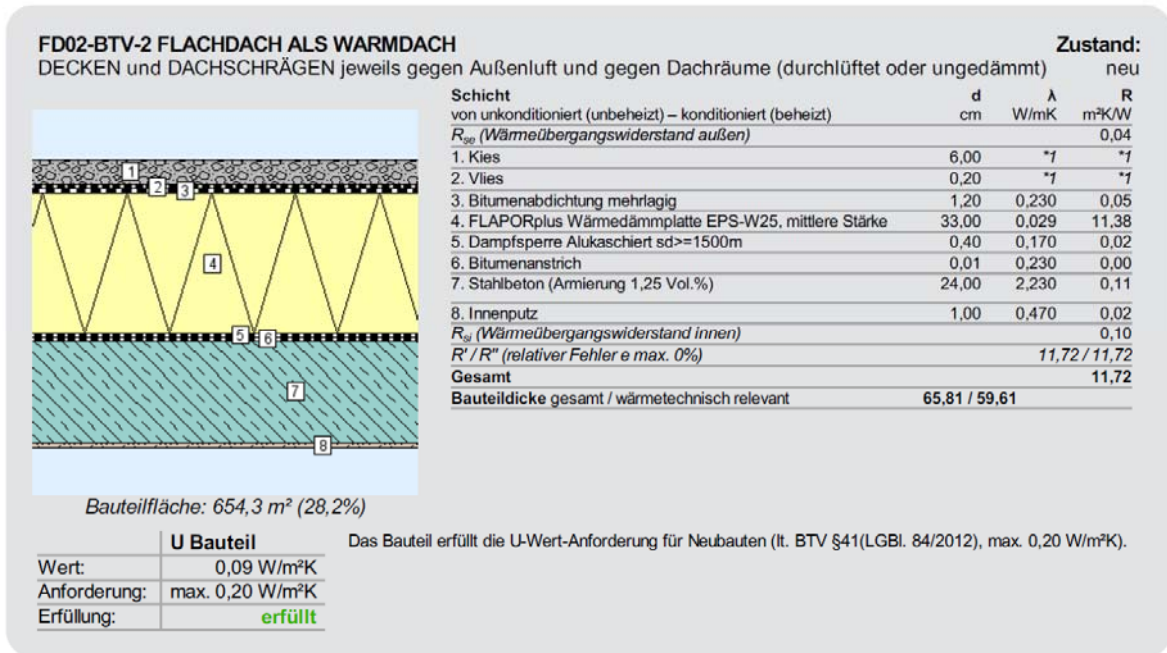 FD02-BTV-2 FLACHDACH ALS WARMDACH Zustand:
DECKEN und DACHSCHRÄGEN jeweils gegen Außenluft und gegen Dachräume (durchlüftet oder ungedämmt) neu
Schicht d λ R
von unkonditioniert (unbeheizt) – konditioniert (beheizt) cm W/mK m²K/W
Rse (Wärmeübergangswiderstand außen) 0,04
1. Kies 6,00 *1 *1
2. Vlies 0,20 *1 *1
3. Bitumenabdichtung mehrlagig 1,20 0,230 0,05
4. FLAPORplus Wärmedämmplatte EPS-W25, mittlere Stärke 33,00 0,029 11,38
5. Dampfsperre Alukaschiert sd>=1500m 0,40 0,170 0,02
6. Bitumenanstrich 0,01 0,230 0,00
7. Stahlbeton (Armierung 1,25 Vol.%) 24,00 2,230 0,11
8. Innenputz 1,00 0,470 0,02
Rsi (Wärmeübergangswiderstand innen) 0,10
R' / R" (relativer Fehler e max. 0%) 11,72 / 11,72
Gesamt 11,72
Bauteildicke gesamt / wärmetechnisch relevant 65,81 / 59,61
1
2
3
4
5
6
7
8
Bauteilfläche: 654,3 m² (28,2%)
U Bauteil
Wert: 0,09 W/m²K
Anforderung: max. 0,20 W/m²K
Erfüllung: erfüllt
Das Bauteil erfüllt die U-Wert-Anforderung für Neubauten (lt. BTV §41(LGBl. 84/2012), max. 0,20 W/m²K).